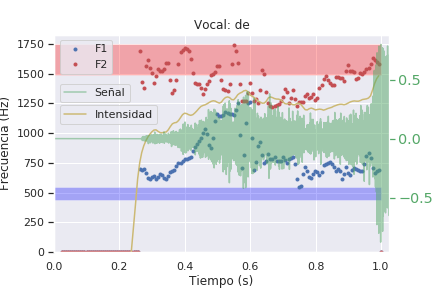 Vocal: de
F1
F2
Señal
Intensidad
Frecuencia (Hz)
1750
1500
1250
1000
750
500
250
0
0.5
0.0
−0.5
0.0 0.2 0.4 0.6 0.8 1.0
Tiempo (s)